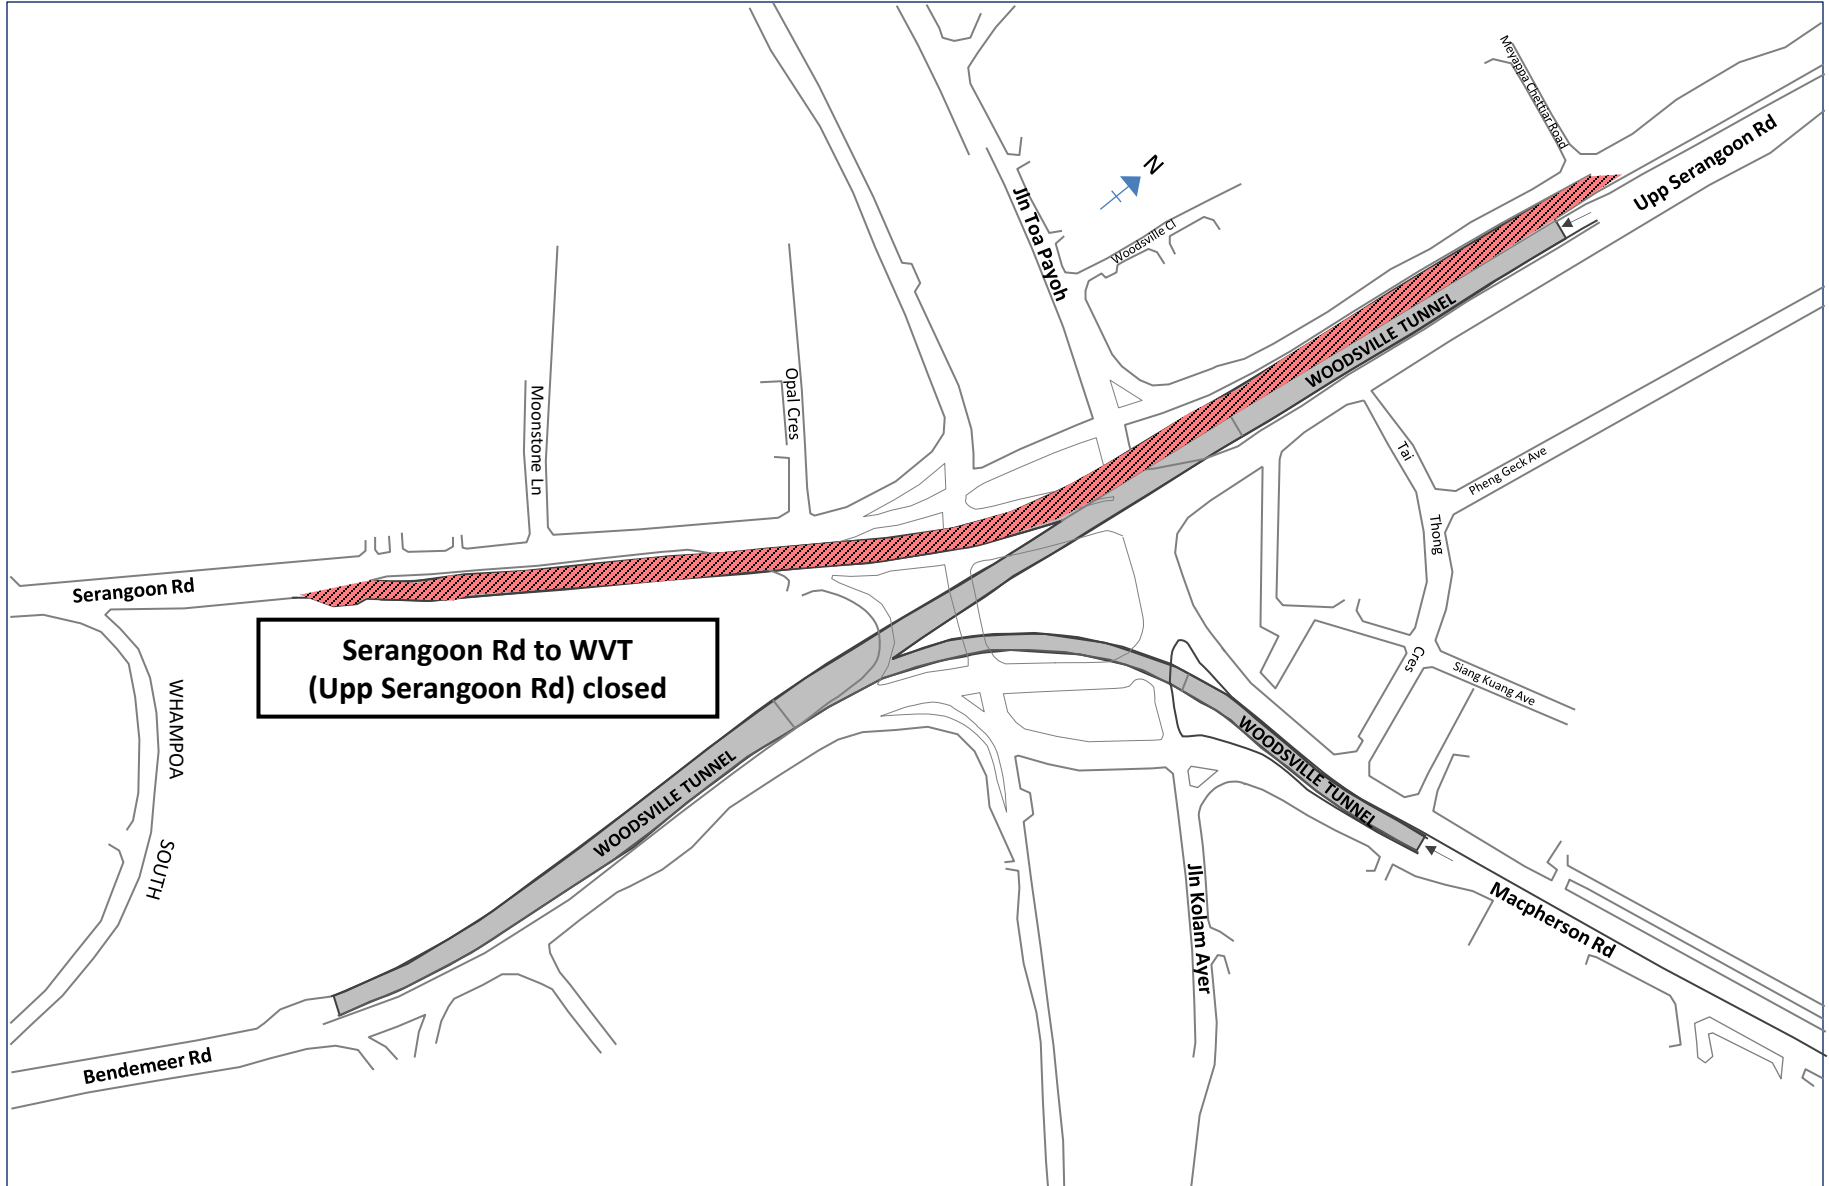 Meyappa Chettiar Road
Upp Serangoon Rd
N
Jln Toa Payoh
Woodsville Cl
WOODSVILLE TUNNEL
Opal Cres
Moonstone Ln
Tai
Thong
Cres
Pheng Geck Ave
Serangoon Rd
Serangoon Rd to WVT
(Upp Serangoon Rd) closed
Siang Kuang Ave
WHAMPOA
SOUTH
WOODSVILLE TUNNEL
WOODSVILLE TUNNEL
Jln Kolam Ayer
Macpherson Rd
Bendemeer Rd